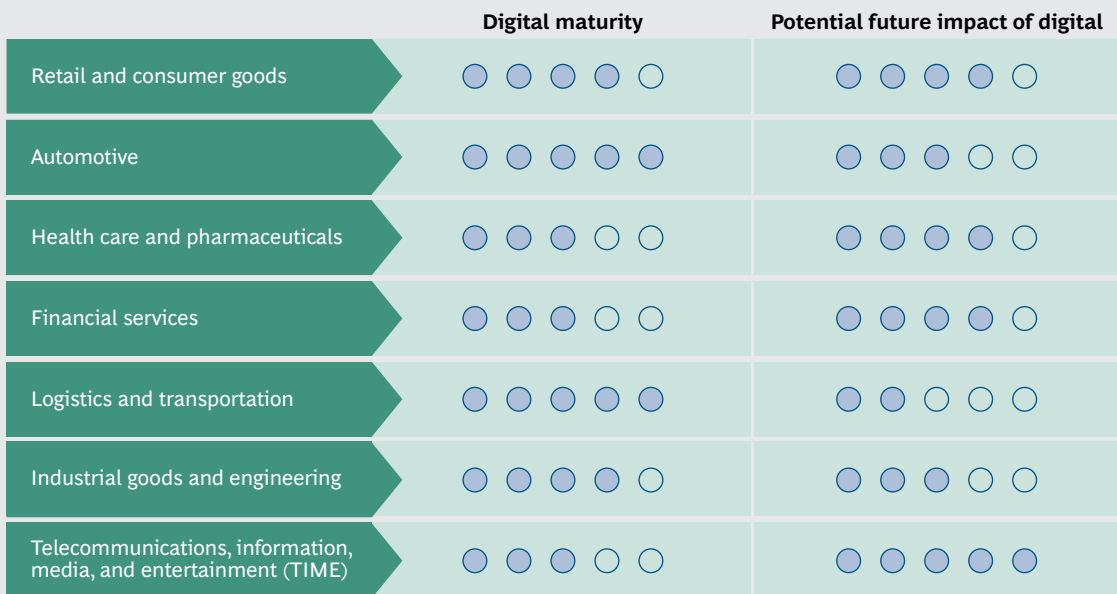 Digital maturity
Potential future impact of digital
Retail and consumer goods
Automotive
Health care and pharmaceuticals
Financial services
Logistics and transportation
Industrial goods and engineering
Telecommunications, information,
media, and entertainment (TIME)